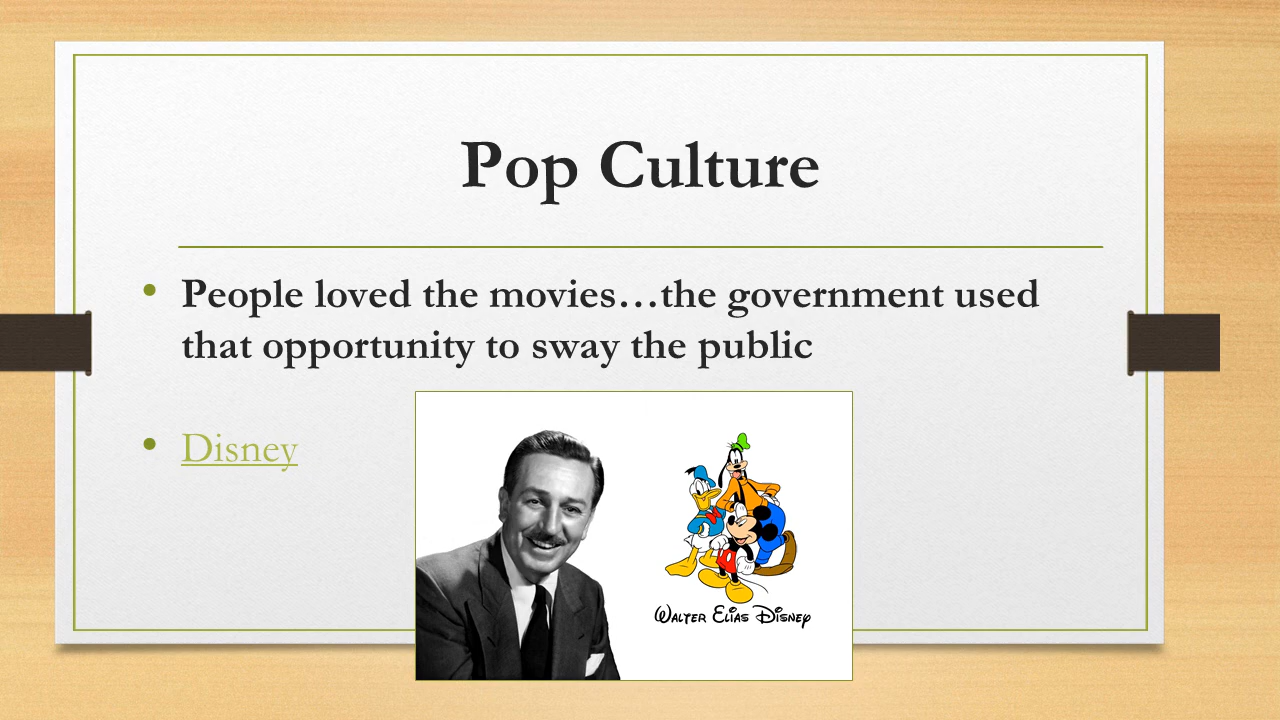 Pop Culture
• People loved the movies…the government used
that opportunity to sway the public
• Disney
Walter Elias Disney